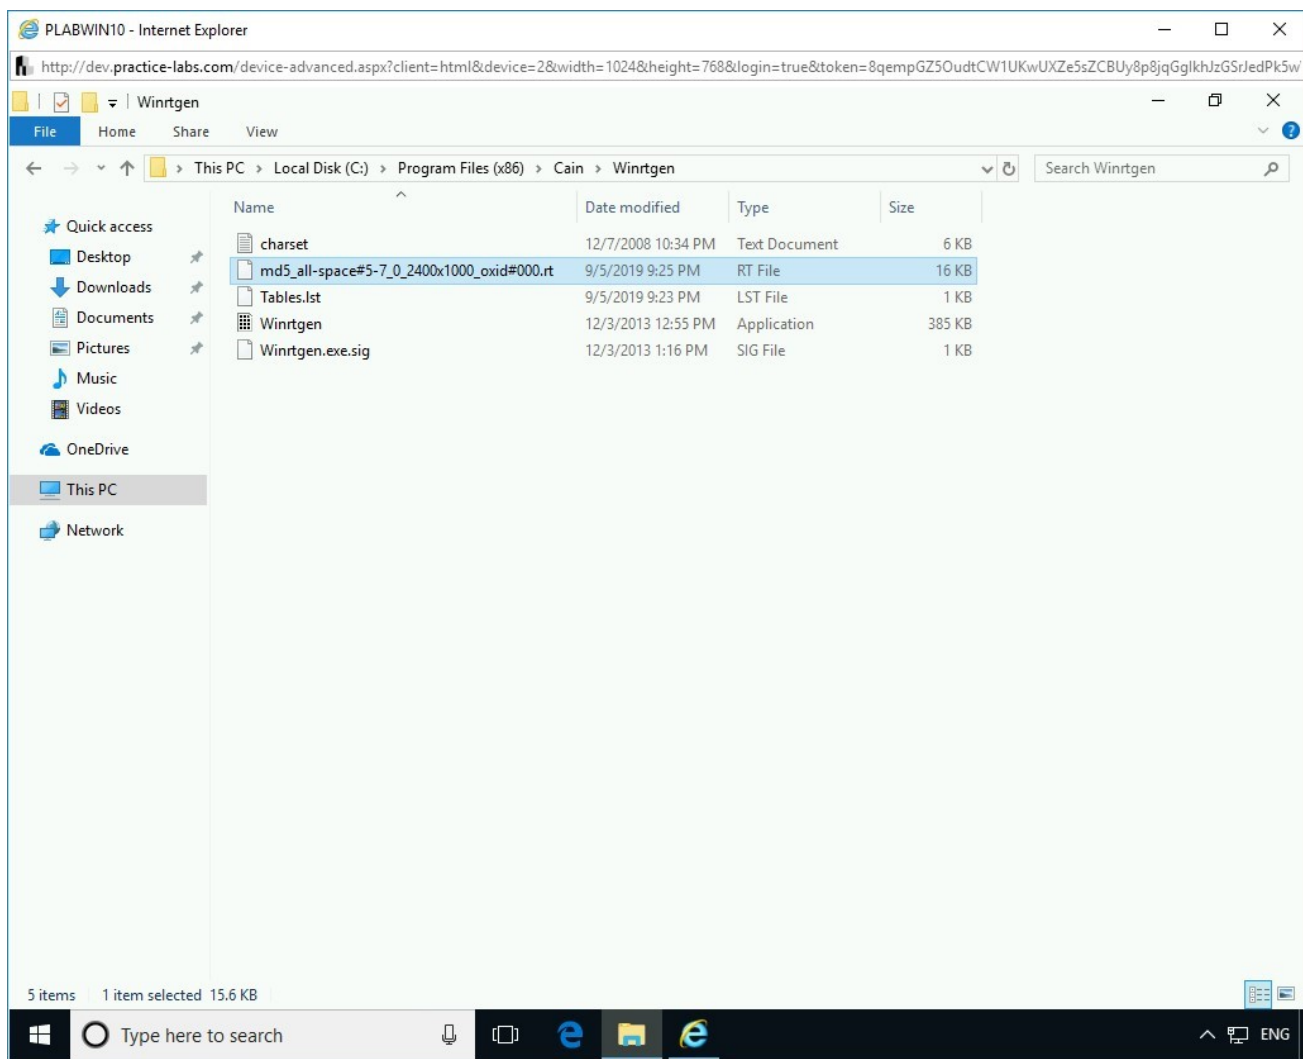 PLABWIN10 - Internet Explorer
http://dev.practice-labs.com/device-advanced.aspx?client=html&device=2&width=1024&height=768&login=true&token=8qempGZ5OudtCW1UKwUXZe5sZCBUy8p8jqGglkhJzGSrJedPk5w
Winrtgen
File Home Share View
This PC > Local Disk (C:) > Program Files (x86) > Cain > Winrtgen
Search Winrtgen
Name Date modified Type Size
Quick access
Desktop
Downloads
Documents
Pictures
Music
Videos
OneDrive
This PC
Network
charset 12/7/2008 10:34 PM Text Document 6 KB
md5_all-space#5-7_0_2400x1000_oxid#000.rt 9/5/2019 9:25 PM RT File 16 KB
Tables.lst 9/5/2019 9:23 PM LST File 1 KB
Winrtgen 12/3/2013 12:55 PM Application 385 KB
Winrtgen.exe.sig 12/3/2013 1:16 PM SIG File 1 KB
5 items 1 item selected 15.6 KB
Type here to search
ENG